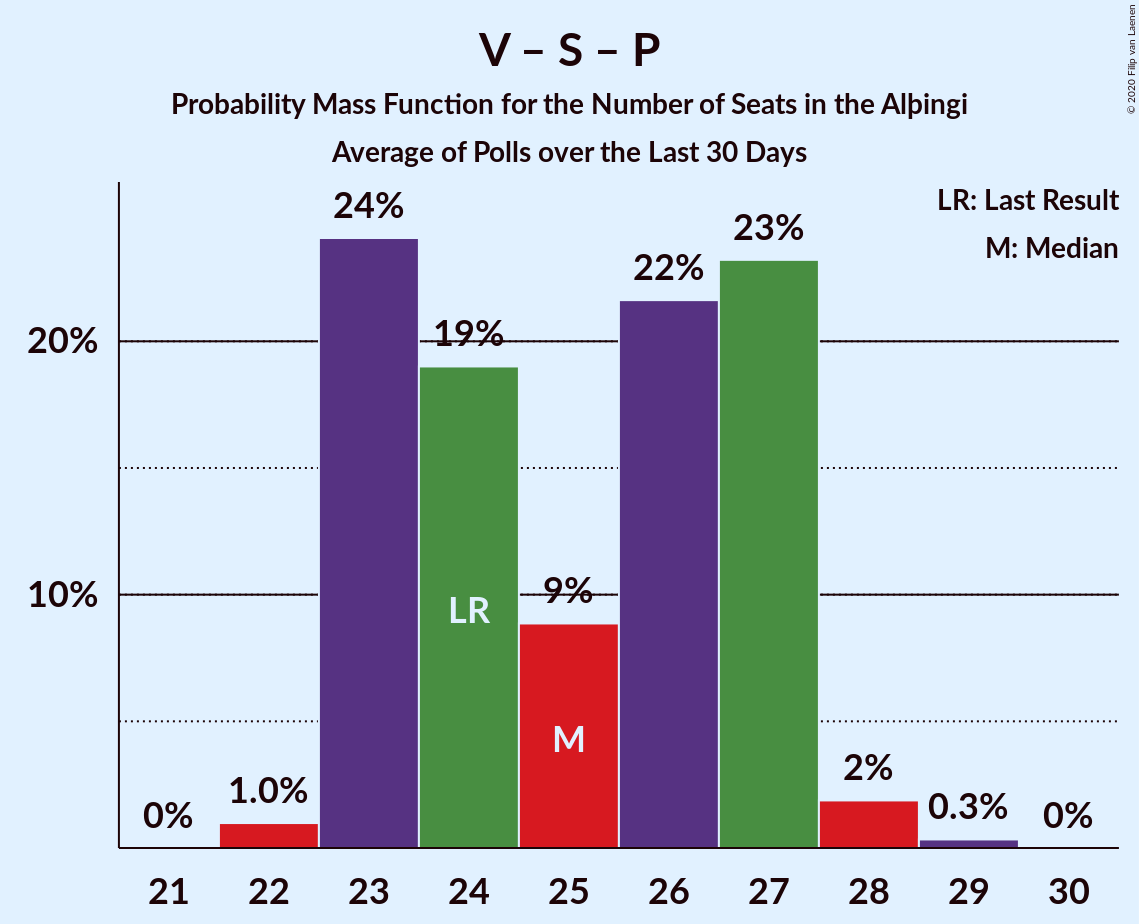 V – S – P
Probability Mass Function for the Number of Seats in the Alþingi
Average of Polls over the Last 30 Days
© 2020 Filip van Laenen
LR: Last Result
M: Median
24%
23%
22%
20%
19%
10%
9%
LR
M
2%
1.0%
0.3%
0%
0%
21 22 23 24 25 26 27 28 29 30